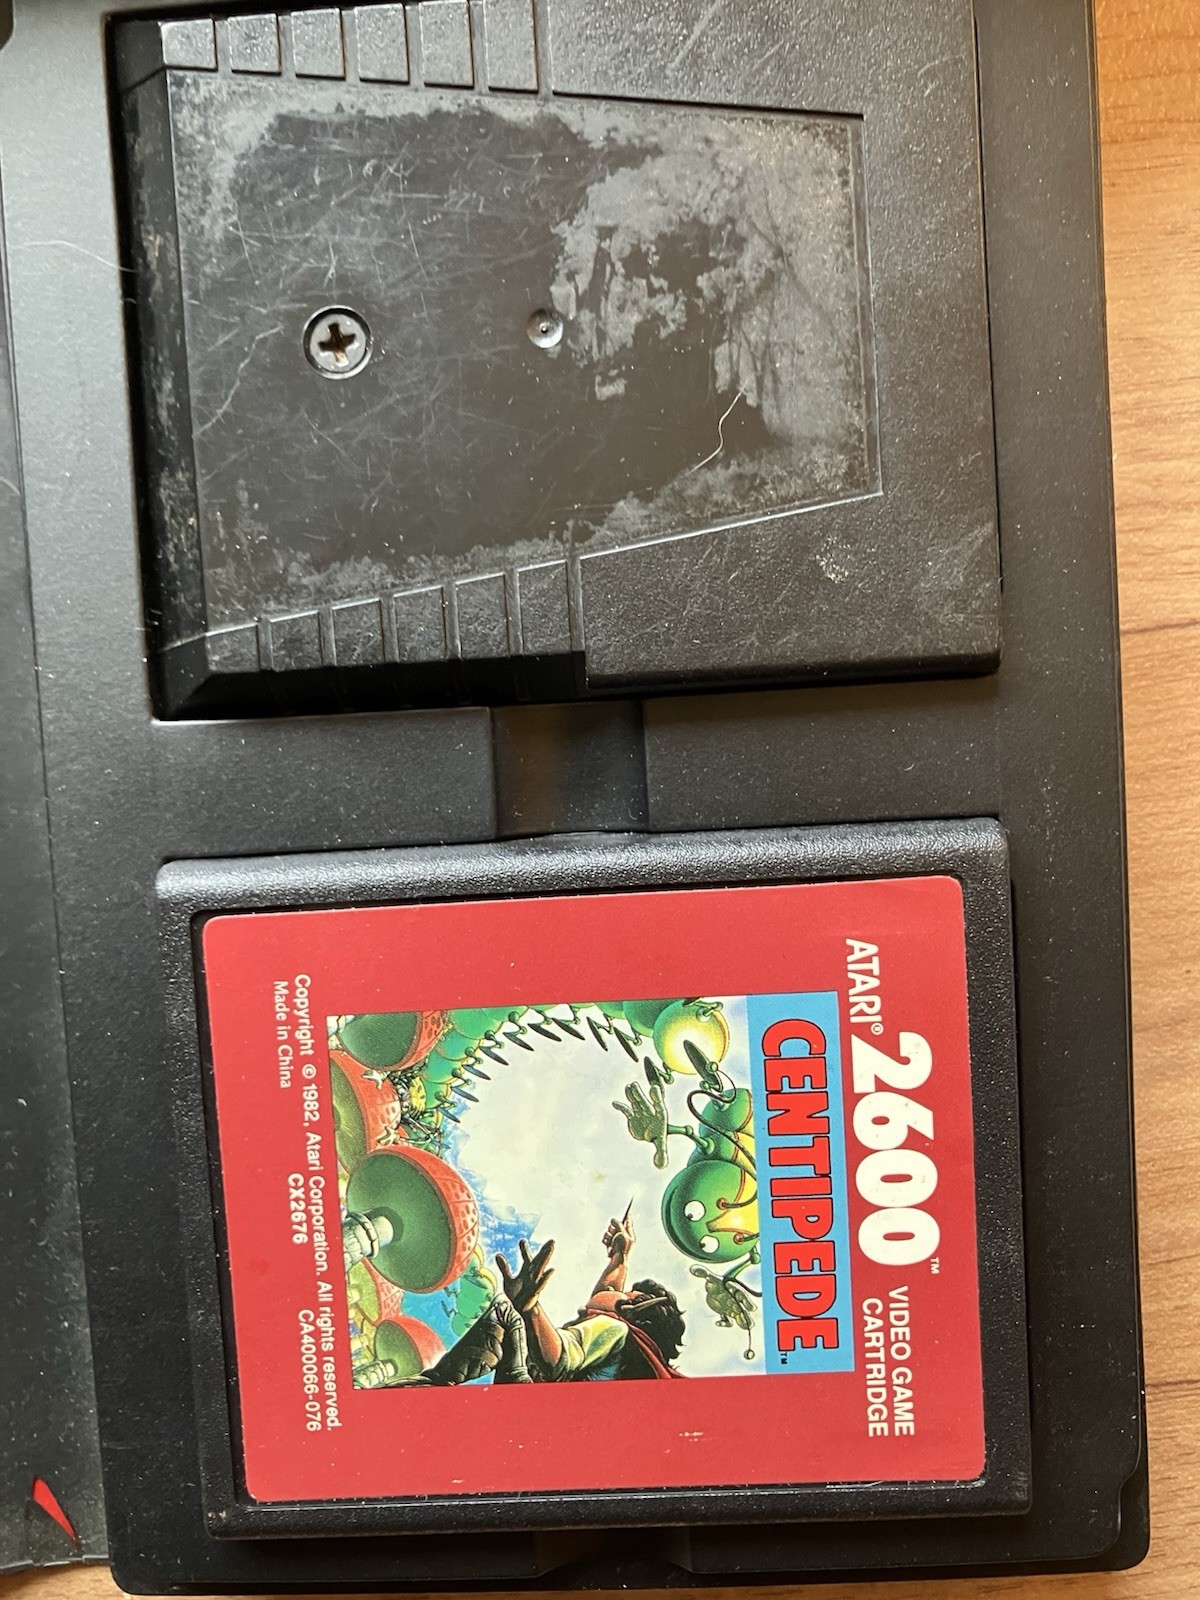 ATARI® 2600™ VIDEO GAME
CARTRIDGE
CENTIPEDE™
Copyright © 1982, Atari Corporation. All rights reserved.
Made in China CX2676 CA400066-076